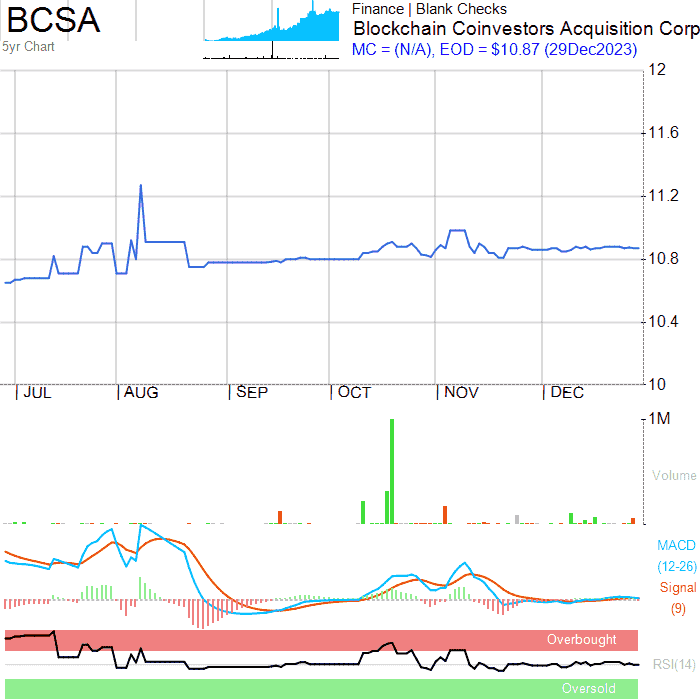 BCSA
5yr Chart
Finance | Blank Checks
Blockchain Coinvestors Acquisition Corp
MC = (N/A), EOD = $10.87 (29Dec2023)
12
11.6
11.2
10.8
10.4
10
JUL AUG SEP OCT NOV DEC
1M
Volume
MACD
(12-26)
Signal
(9)
Overbought
RSI(14)
Oversold